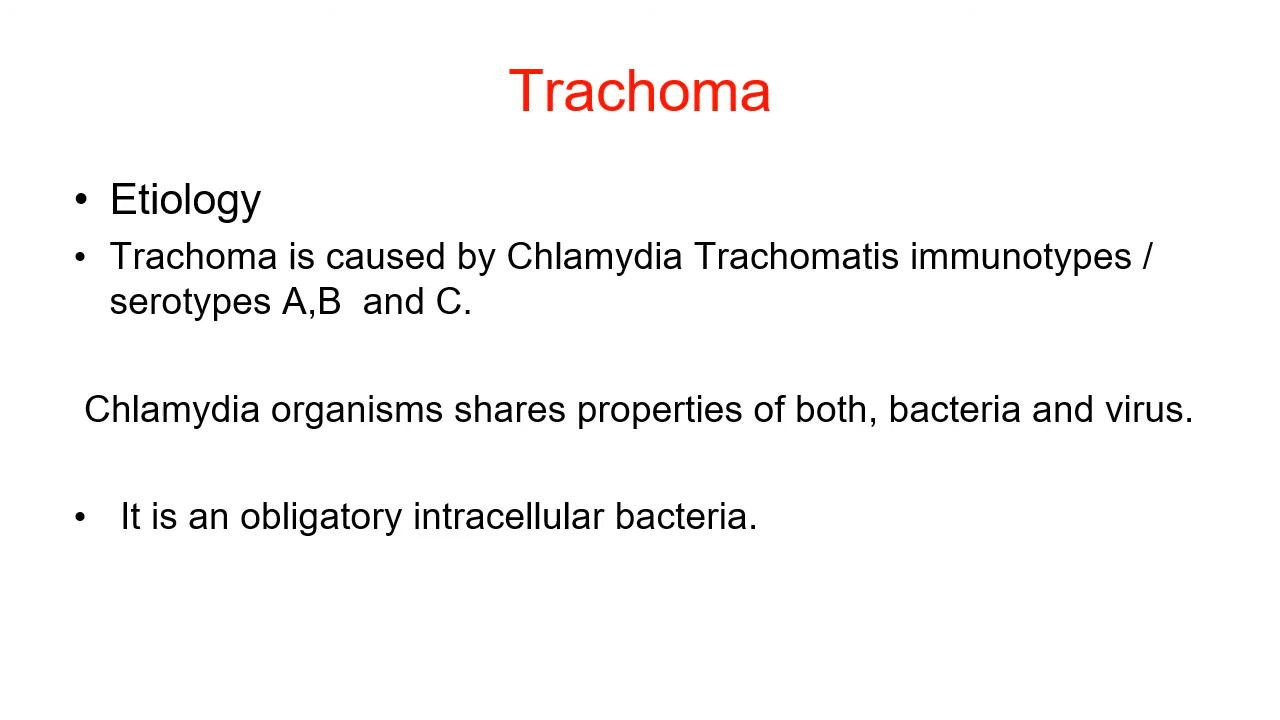 Trachoma
• Etiology
• Trachoma is caused by Chlamydia Trachomatis immunotypes /
serotypes A,B  and C.
Chlamydia organisms shares properties of both, bacteria and virus.
• It is an obligatory intracellular bacteria.